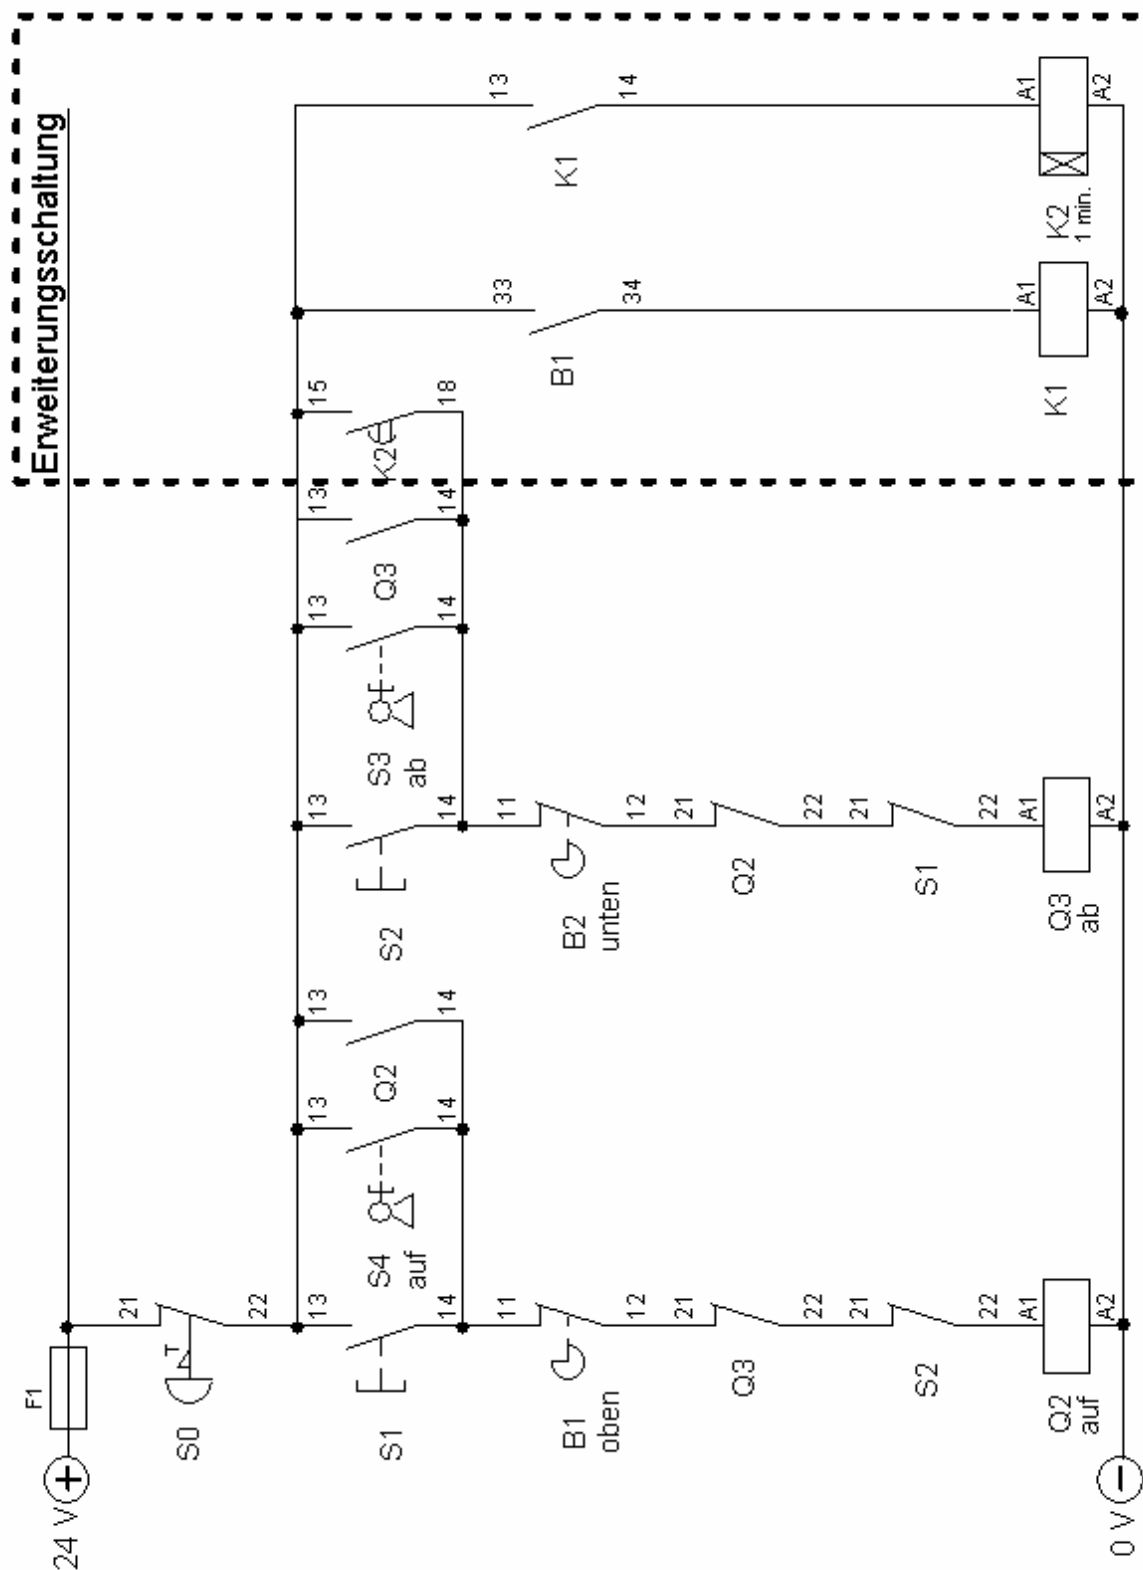 Erweiterungsschaltung
F1
24 V +
21
S0
22
13
S1
14
11
B1
oben
12
21
Q3
22
21
S2
22
A1
Q2
auf
A2
13
S4
auf
14
13
Q2
14
13
S2
14
11
B2
unten
12
21
Q2
22
21
S1
22
A1
Q3
ab
A2
13
S3
ab
14
13
Q3
14
15
K2
18
33
B1
34
A1
K1
A2
13
K1
14
A1
K2
1 min.
A2
0 V −